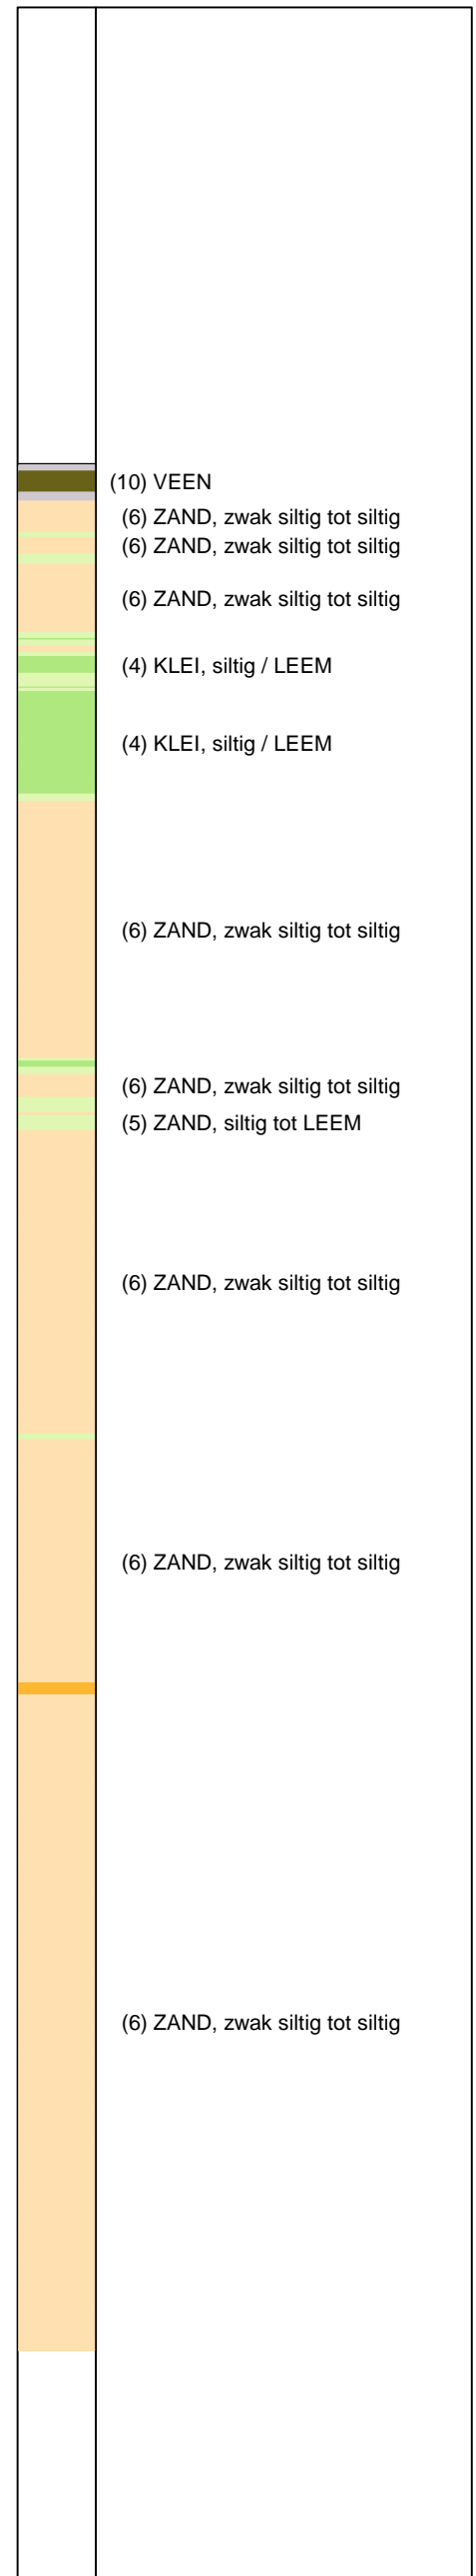 (10) VEEN
(6) ZAND, zwak siltig tot siltig
(6) ZAND, zwak siltig tot siltig
(6) ZAND, zwak siltig tot siltig
(4) KLEI, siltig / LEEM
(4) KLEI, siltig / LEEM
(6) ZAND, zwak siltig tot siltig
(6) ZAND, zwak siltig tot siltig
(5) ZAND, siltig tot LEEM
(6) ZAND, zwak siltig tot siltig
(6) ZAND, zwak siltig tot siltig
(6) ZAND, zwak siltig tot siltig